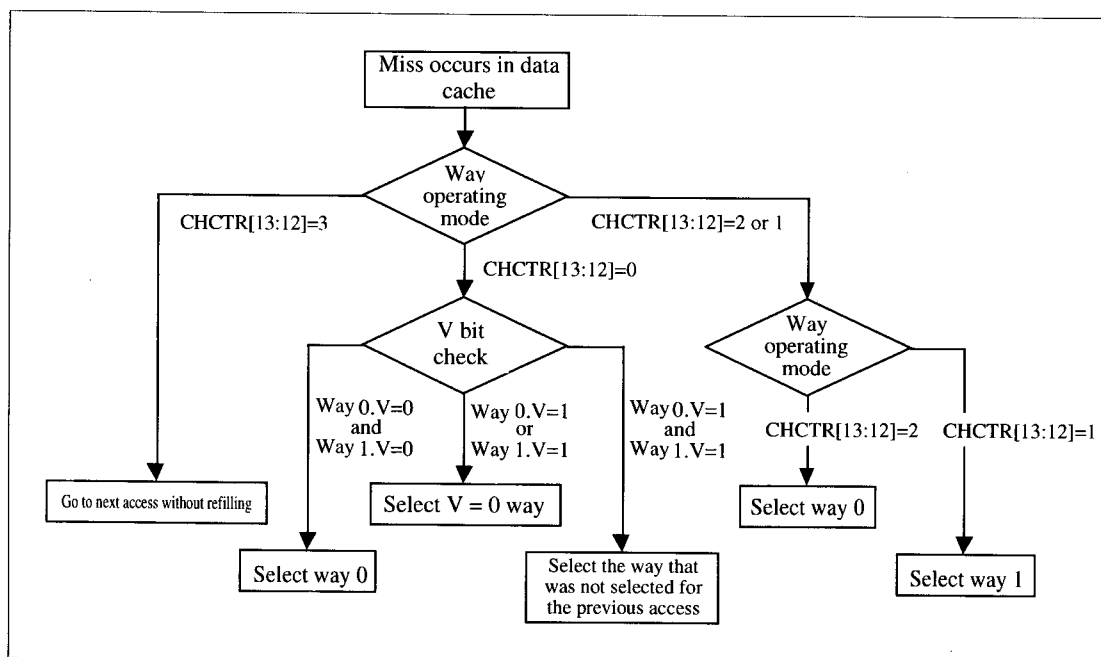 Miss occurs in data
cache
Way
operating
mode
CHCTR[13:12]=3
CHCTR[13:12]=2 or 1
CHCTR[13:12]=0
V bit
check
Way
operating
mode
Way 0.V=0
and
Way 1.V=0
Way 0.V=1
or
Way 1.V=1
Way 0.V=1
and
Way 1.V=1
CHCTR[13:12]=2
CHCTR[13:12]=1
Go to next access without refilling
Select V = 0 way
Select way 0
Select way 0
Select the way that
was not selected for
the previous access
Select way 1